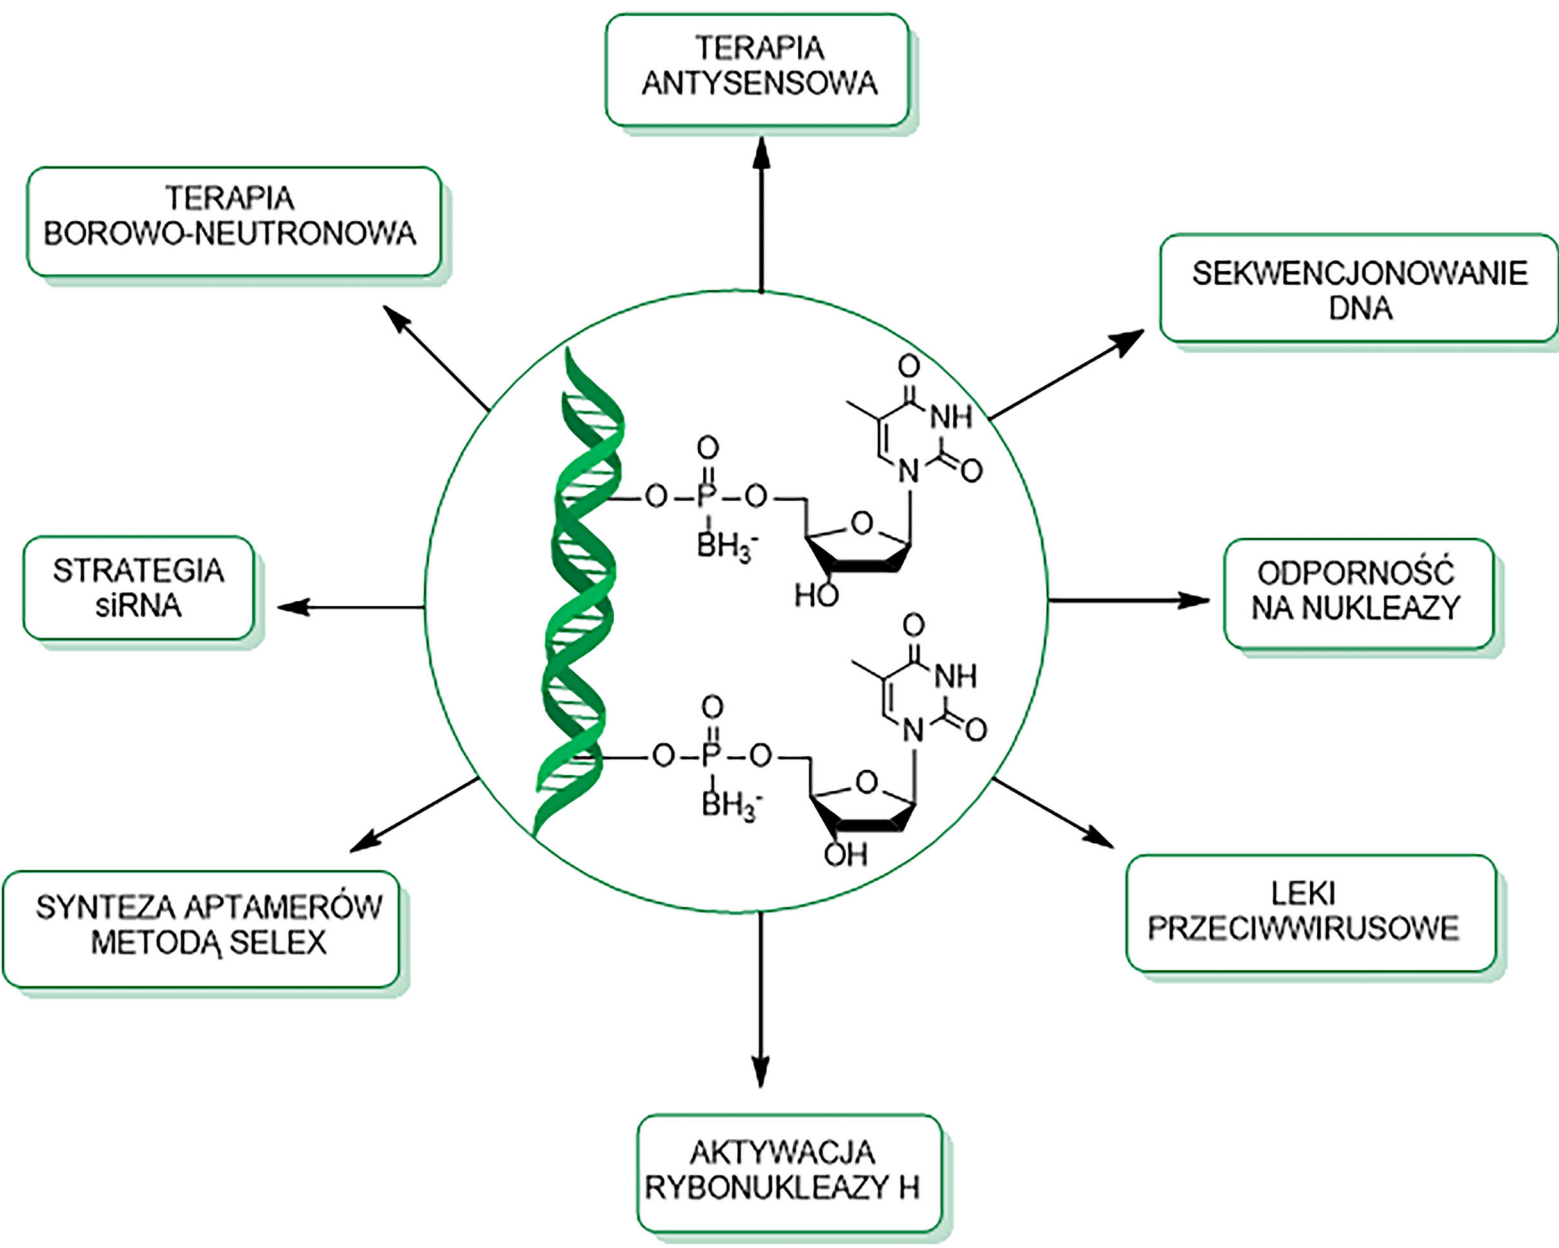 TERAPIA
ANTYSENSOWA
TERAPIA
BOROWO-NEUTRONOWA
SEKWENCJONOWANIE
DNA
STRATEGIA
siRNA
ODPORNOŚĆ
NA NUKLEAZY
SYNTEZA APTAMERÓW
METODĄ SELEX
LEKI
PRZECIWWIRUSOWE
AKTYWACJA
RYBONUKLEAZY H
O
NH
N
O
O
O
P
O
BH₃⁻
O
HO
O
NH
N
O
O
O
P
O
BH₃⁻
O
OH